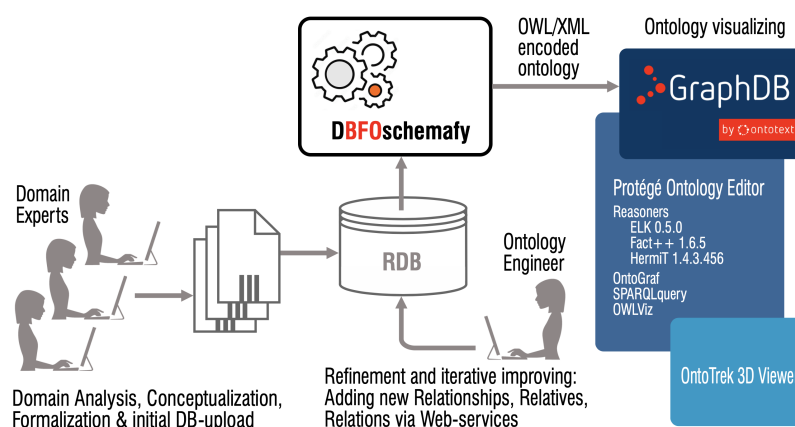 OWL/XML
encoded
ontology
Ontology visualizing
DBFOschemafy
GraphDB
by ontotext
Protégé Ontology Editor
Reasoners
ELK 0.5.0
Fact++ 1.6.5
HermiT 1.4.3.456
OntoGraf
SPARQLquery
OWLViz
OntoTrek 3D Viewe
Domain
Experts
RDB
Ontology
Engineer
Domain Analysis, Conceptualization,
Formalization & initial DB-upload
Refinement and iterative improving:
Adding new Relationships, Relatives,
Relations via Web-services